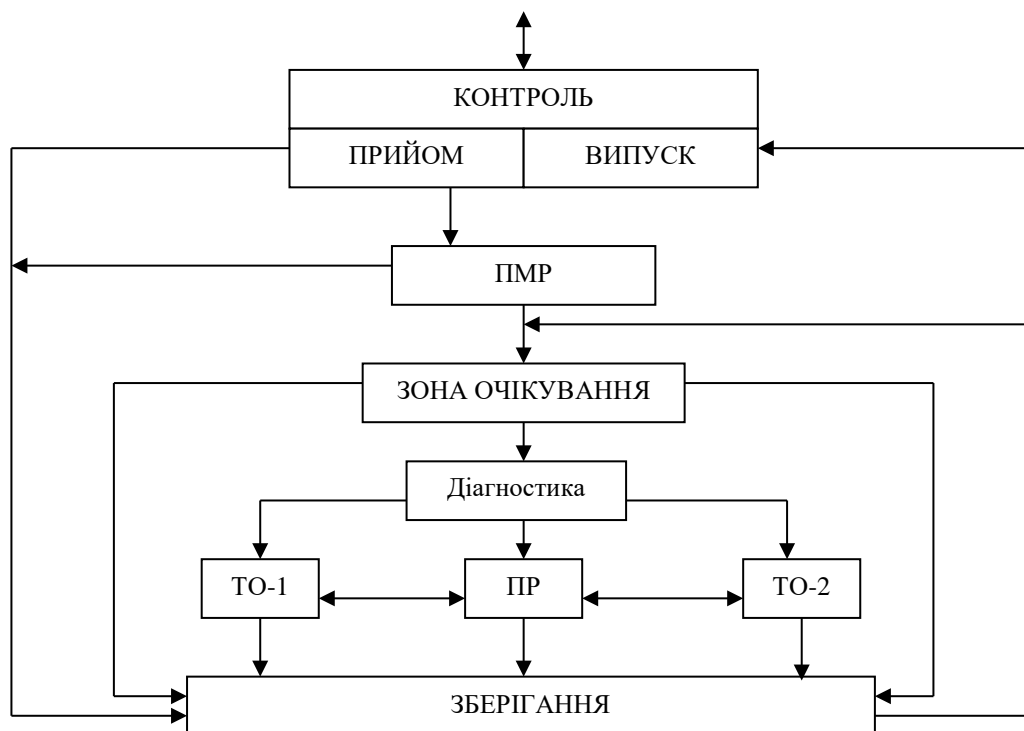 КОНТРОЛЬ
ПРИЙОМ ВИПУСК
ПМР
ЗОНА ОЧІКУВАННЯ
Діагностика
ТО-1 ПР ТО-2
ЗБЕРІГАННЯ